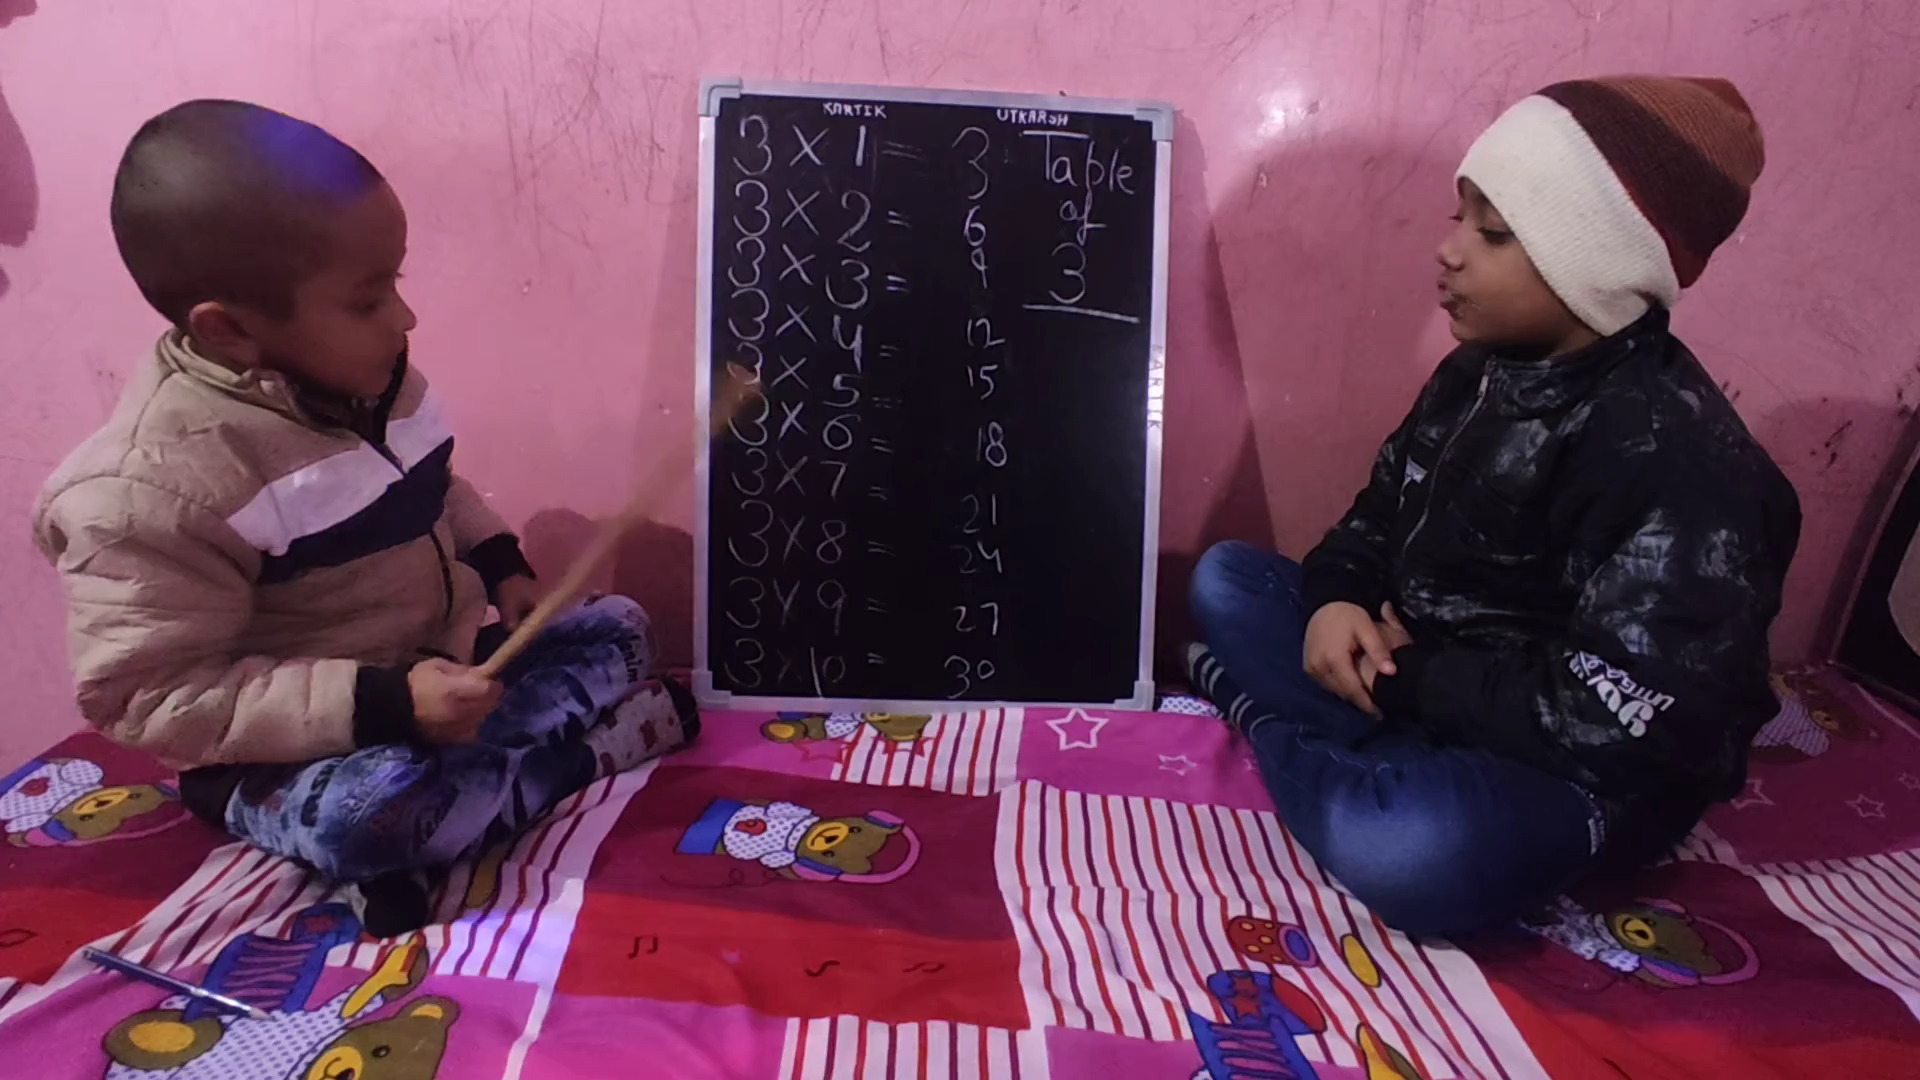 KARTIK UTKARSH
3 X 1 = 3
3 X 2 = 6
3 X 3 = 9
3 X 4 = 12
3 X 5 = 15
3 X 6 = 18
3 X 7 = 21
3 X 8 = 24
3 X 9 = 27
3 X 10 = 30
Table
of
3
KARTIK